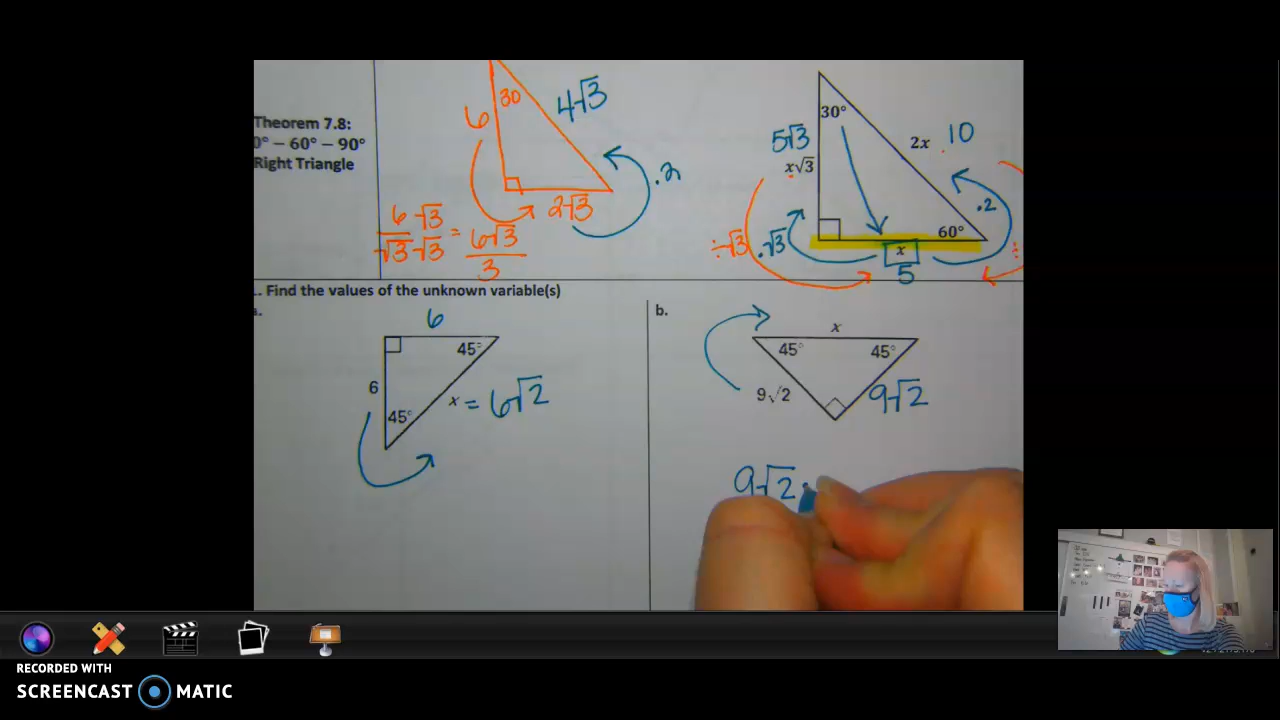 Theorem 7.8:
0° – 60° – 90°
Right Triangle
30
6
4√3
2√3
.2
6 √3
√3 √3
= 6√3
3
30°
5√3
x√3
2x
10
60°
.2
÷√3
.√3
x
5
÷
. Find the values of the unknown variable(s)
a.
6
45°
6
45°
x = 6√2
b.
x
45°
45°
9√2
9√2
9√2 ·
RECORDED WITH
SCREENCAST MATIC